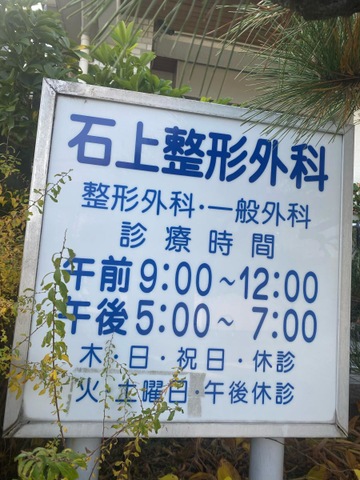 石上整形外科
整形外科・一般外科
診療時間
午前9:00~12:00
午後5:00~7:00
木・日・祝日・休診
火 土曜日・午後休診